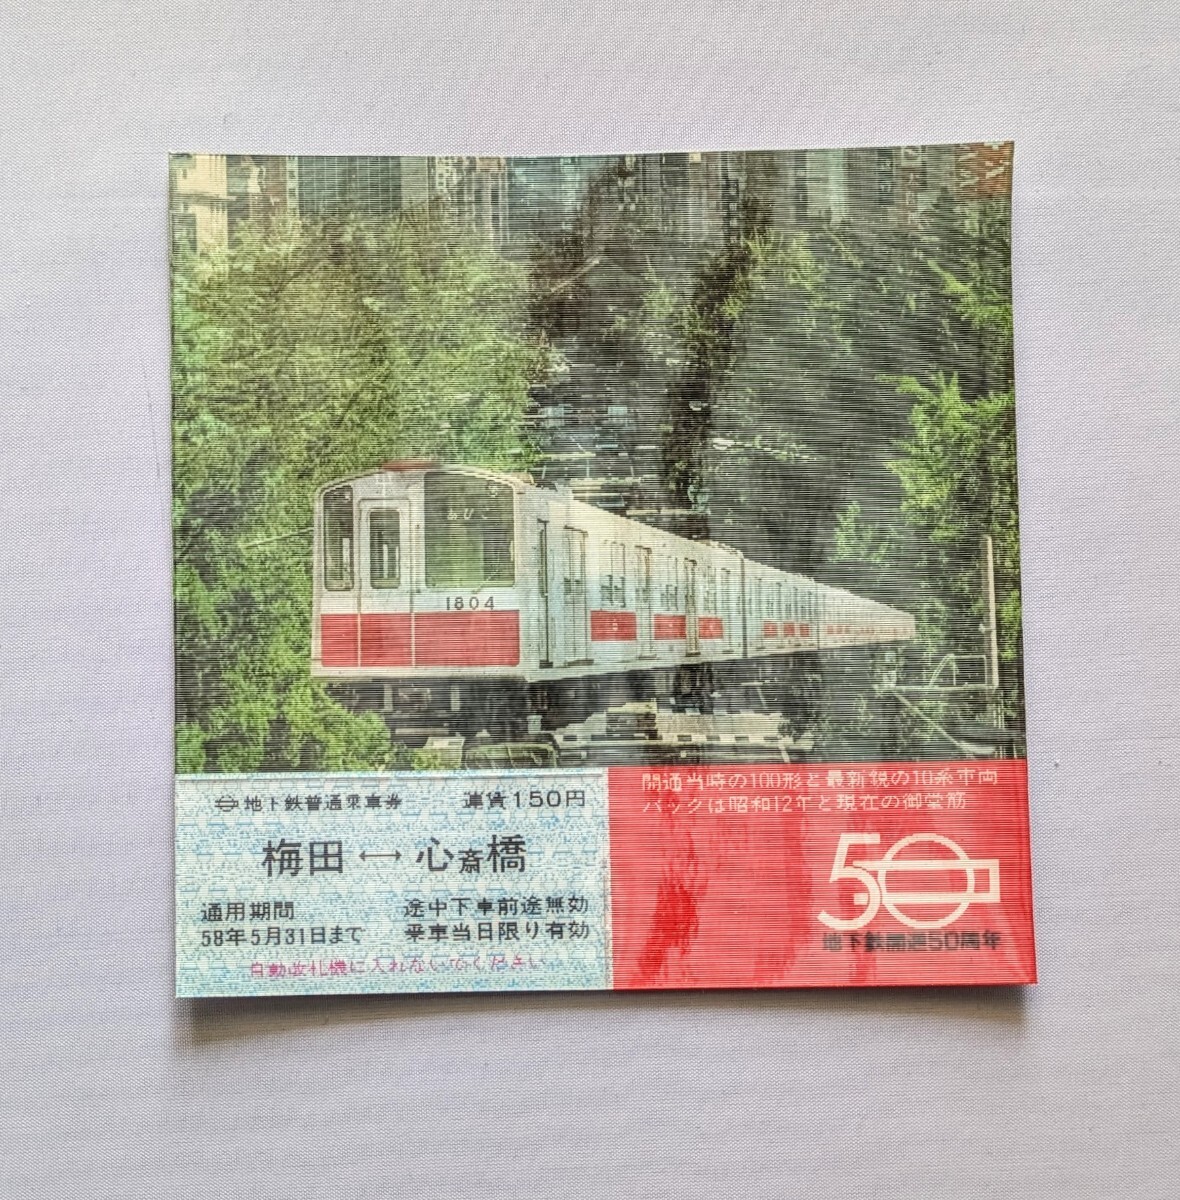 あびこ
1804
地下鉄普通乗車券 運賃150円
梅田↔心斎橋
通用期間
58年5月31日まで
途中下車前途無効
乗車当日限り有効
自動改札機に入れないでください
開通当時の100形と最新鋭の10系車両
バックは昭和12年と現在の御堂筋
50
地下鉄開通50周年